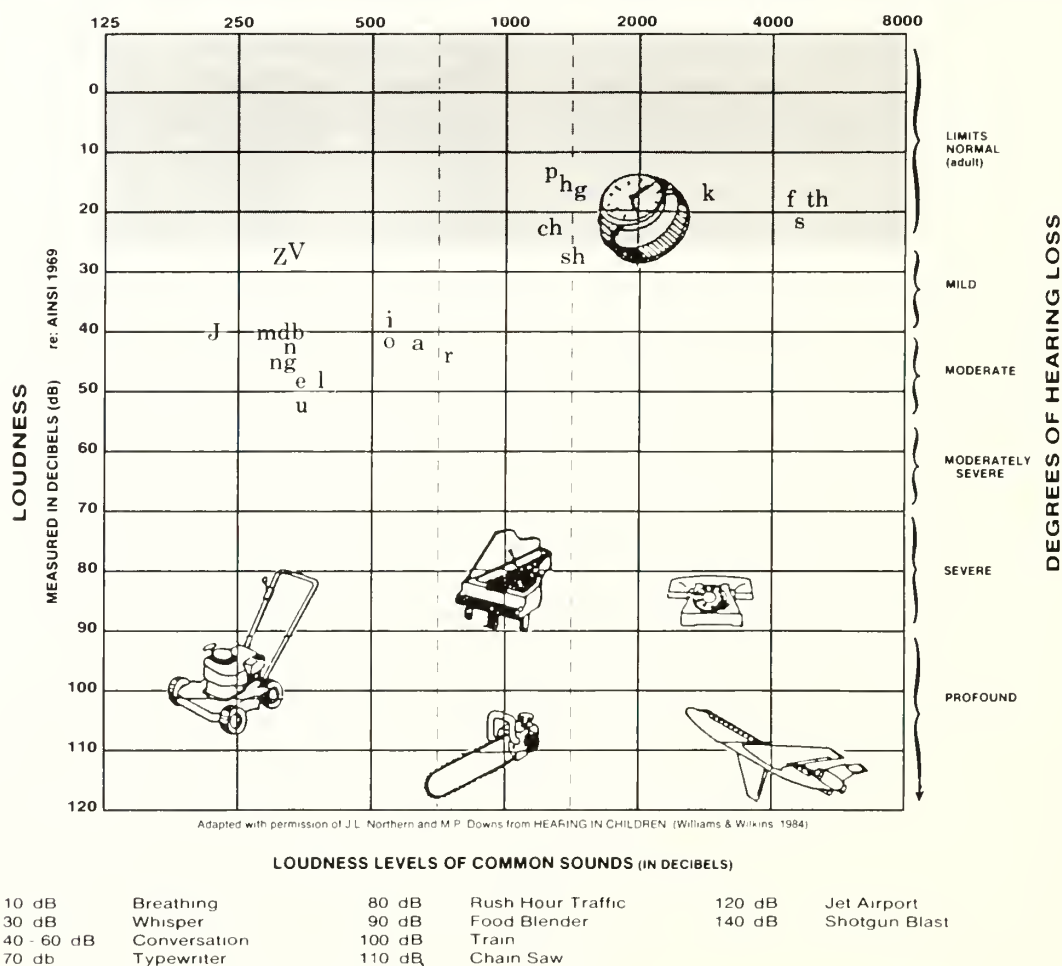 125 250 500 1000 2000 4000 8000
0
10
20
30
40
50
60
70
80
90
100
110
120
LOUDNESS
MEASURED IN DECIBELS (dB) re: AINSI 1969
p h g
k
f th
s
ch
sh
Z V
J
m d b
n
ng
e l
u
i
o a
r
LIMITS
NORMAL
(adult)
MILD
MODERATE
MODERATELY
SEVERE
SEVERE
PROFOUND
DEGREES OF HEARING LOSS
Adapted with permission of J.L. Northern and M.P. Downs from HEARING IN CHILDREN (Williams & Wilkins 1984)
LOUDNESS LEVELS OF COMMON SOUNDS (IN DECIBELS)
10 dB Breathing 80 dB Rush Hour Traffic 120 dB Jet Airport
30 dB Whisper 90 dB Food Blender 140 dB Shotgun Blast
40 - 60 dB Conversation 100 dB Train
70 db Typewriter 110 dB Chain Saw